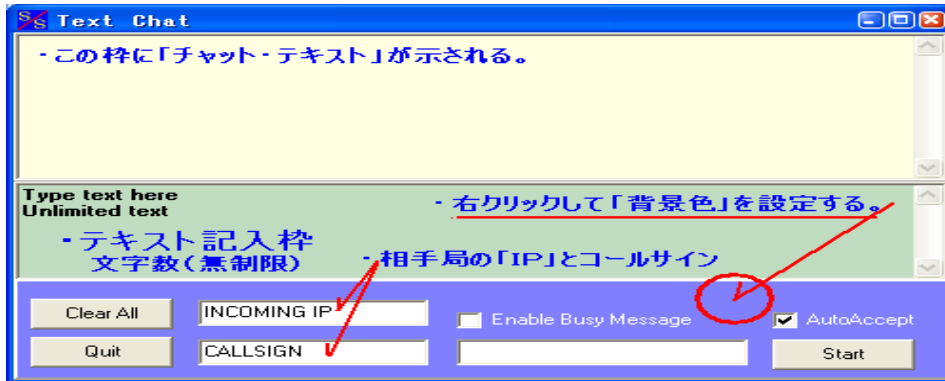 S/S Text Chat
・この枠に「チャット・テキスト」が示される。
Type text here
Unlimited text
・右クリックして「背景色」を設定する。
・テキスト記入枠
文字数(無制限)
・相手局の「IP」とコールサイン
Clear All
INCOMING IP
Enable Busy Message
AutoAccept
Quit
CALLSIGN
Start